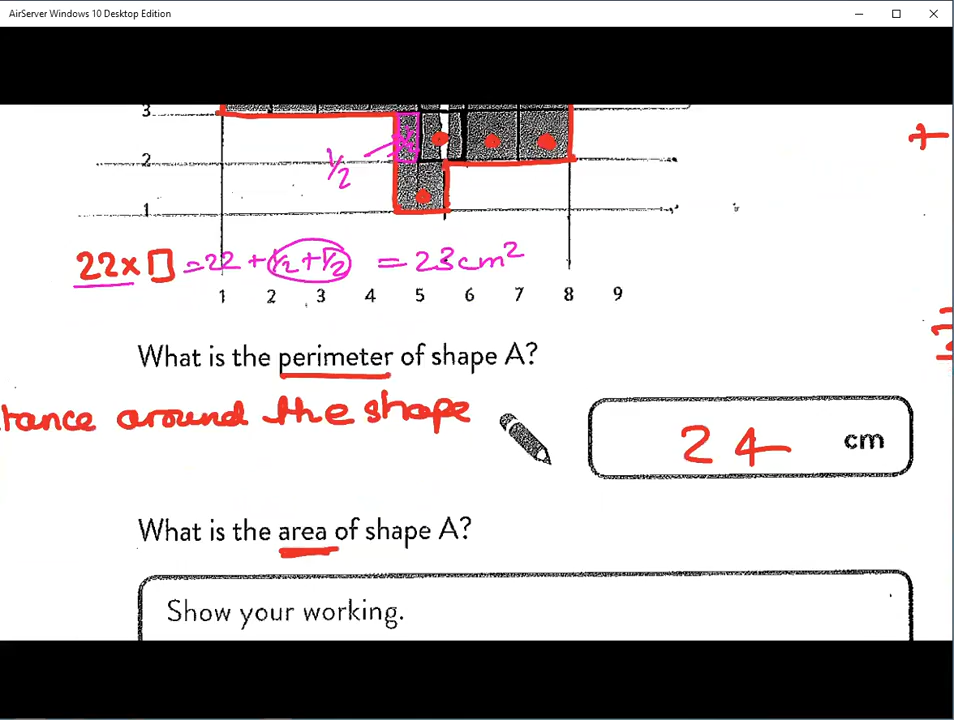 AirServer Windows 10 Desktop Edition
3
+
2
1/2
1
22 × □ = 22 + 1/2 + 1/2 = 23cm²
1 2 3 4 5 6 7 8 9
What is the perimeter of shape A?
tance around the shape
24 cm
What is the area of shape A?
Show your working.